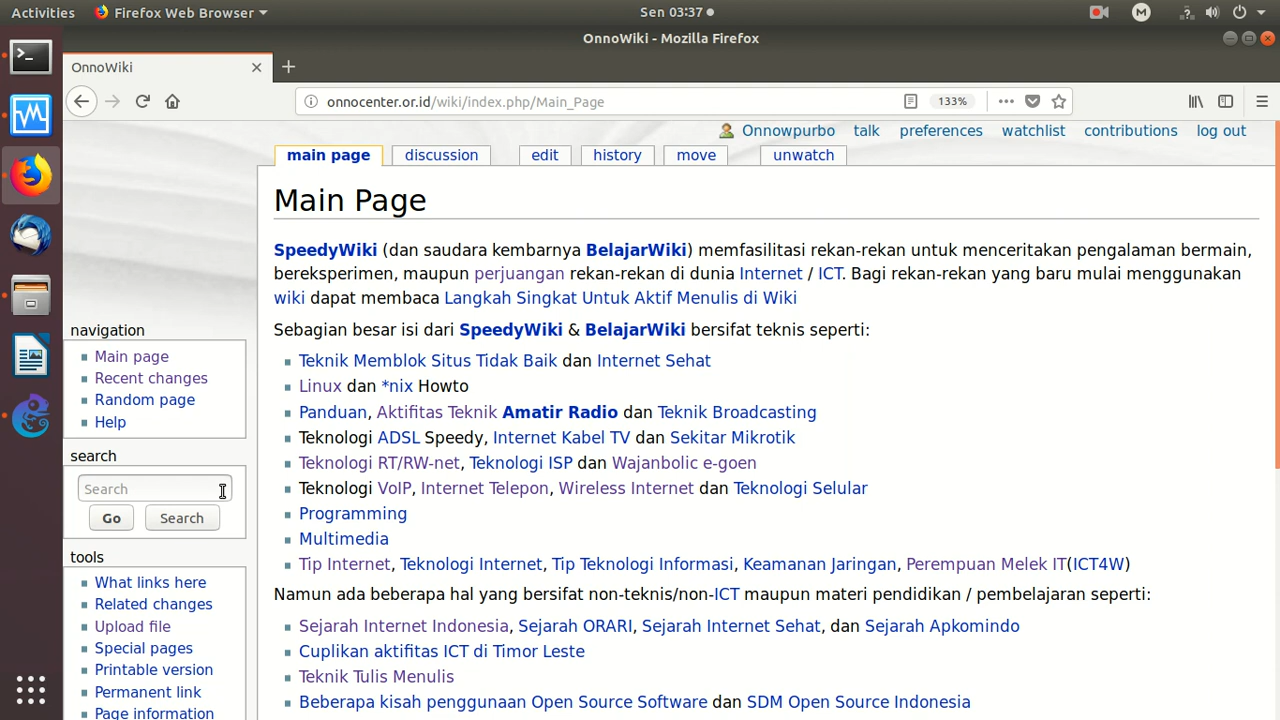 Activities Firefox Web Browser Sen 03:37
OnnoWiki - Mozilla Firefox
OnnoWiki
onnocenter.or.id/wiki/index.php/Main_Page 133%
Onnowpurbo talk preferences watchlist contributions log out
main page discussion edit history move unwatch
Main Page
SpeedyWiki (dan saudara kembarnya BelajarWiki) memfasilitasi rekan-rekan untuk menceritakan pengalaman bermain,
bereksperimen, maupun perjuangan rekan-rekan di dunia Internet / ICT. Bagi rekan-rekan yang baru mulai menggunakan
wiki dapat membaca Langkah Singkat Untuk Aktif Menulis di Wiki
Sebagian besar isi dari SpeedyWiki & BelajarWiki bersifat teknis seperti:
Teknik Memblok Situs Tidak Baik dan Internet Sehat
Linux dan *nix Howto
Panduan, Aktifitas Teknik Amatir Radio dan Teknik Broadcasting
Teknologi ADSL Speedy, Internet Kabel TV dan Sekitar Mikrotik
Teknologi RT/RW-net, Teknologi ISP dan Wajanbolic e-goen
Teknologi VoIP, Internet Telepon, Wireless Internet dan Teknologi Selular
Programming
Multimedia
Tip Internet, Teknologi Internet, Tip Teknologi Informasi, Keamanan Jaringan, Perempuan Melek IT(ICT4W)
Namun ada beberapa hal yang bersifat non-teknis/non-ICT maupun materi pendidikan / pembelajaran seperti:
Sejarah Internet Indonesia, Sejarah ORARI, Sejarah Internet Sehat, dan Sejarah Apkomindo
Cuplikan aktifitas ICT di Timor Leste
Teknik Tulis Menulis
Beberapa kisah penggunaan Open Source Software dan SDM Open Source Indonesia
navigation
Main page
Recent changes
Random page
Help
search
Search
Go Search
tools
What links here
Related changes
Upload file
Special pages
Printable version
Permanent link
Page information
M